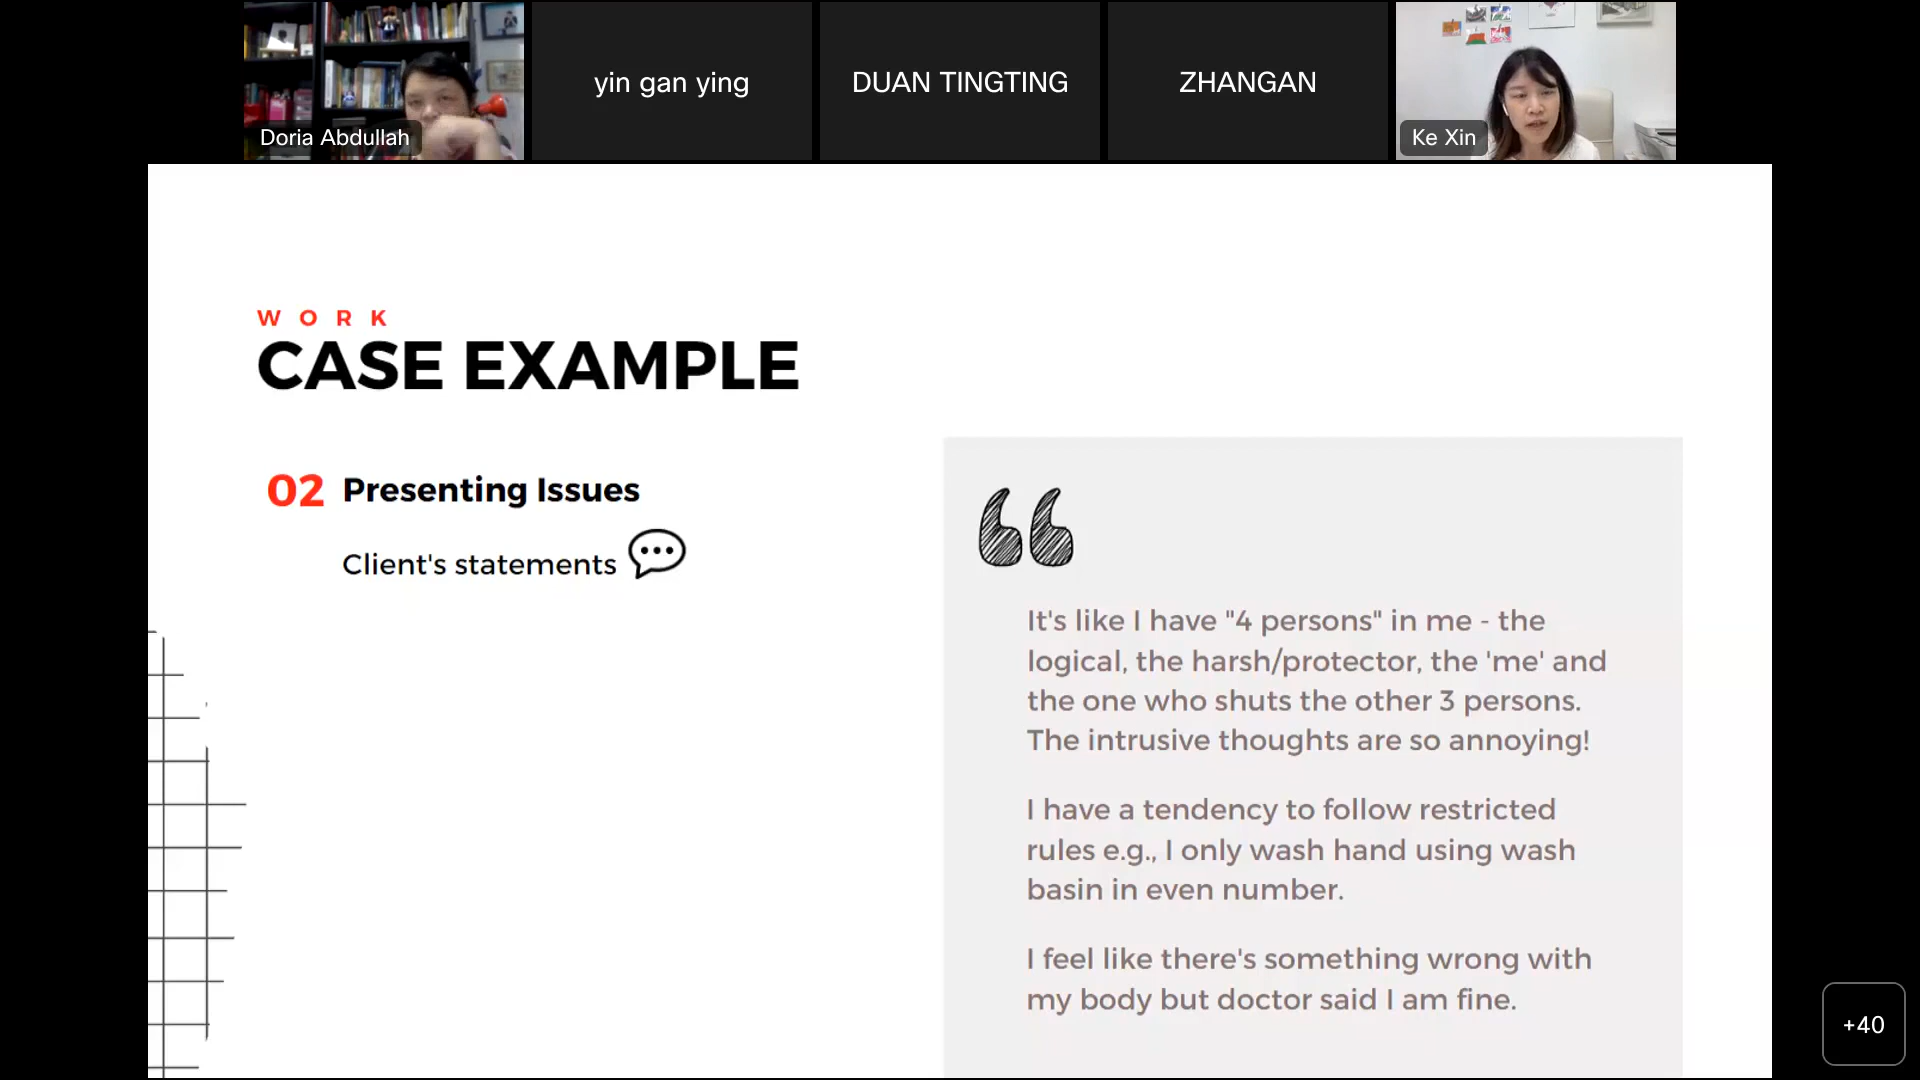 Doria Abdullah
yin gan ying
DUAN TINGTING
ZHANGAN
Ke Xin
WORK
CASE EXAMPLE
02 Presenting Issues
Client's statements
It's like I have "4 persons" in me - the
logical, the harsh/protector, the 'me' and
the one who shuts the other 3 persons.
The intrusive thoughts are so annoying!
I have a tendency to follow restricted
rules e.g., I only wash hand using wash
basin in even number.
I feel like there's something wrong with
my body but doctor said I am fine.
+40